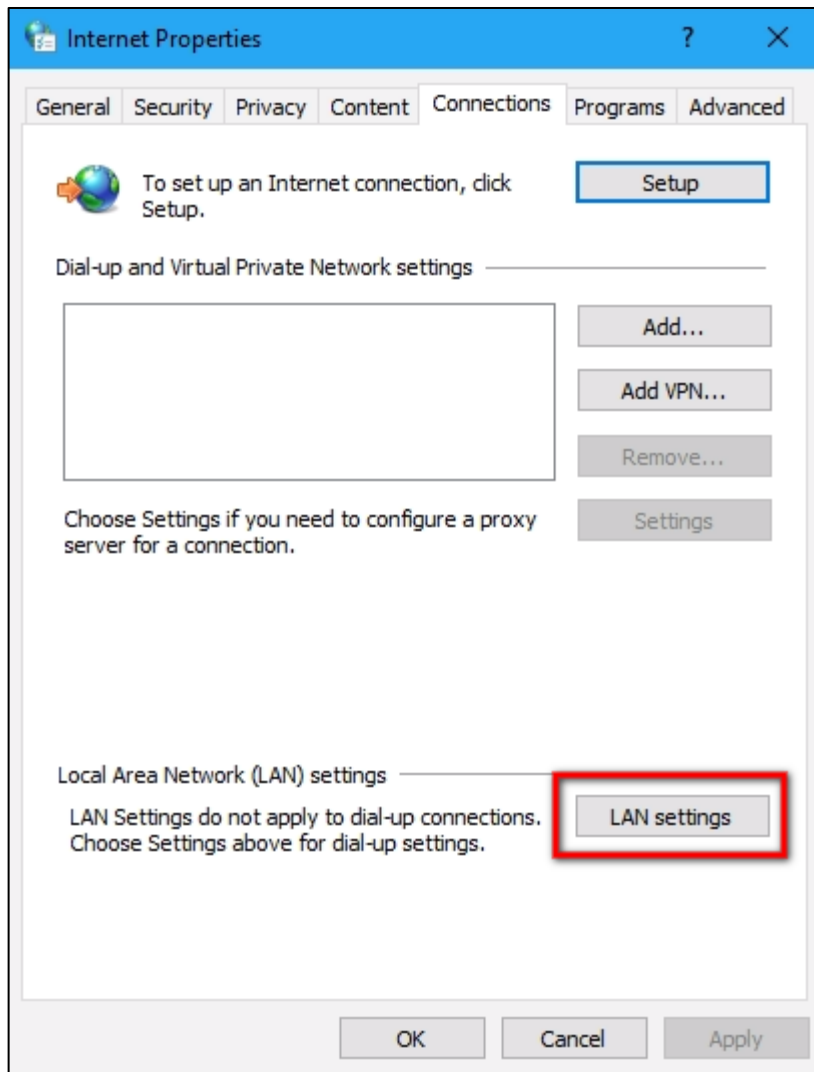 Internet Properties ?
General Security Privacy Content Connections Programs Advanced
To set up an Internet connection, click
Setup.
Setup
Dial-up and Virtual Private Network settings
Add...
Add VPN...
Remove...
Choose Settings if you need to configure a proxy
server for a connection.
Settings
Local Area Network (LAN) settings
LAN Settings do not apply to dial-up connections.
Choose Settings above for dial-up settings.
LAN settings
OK Cancel Apply